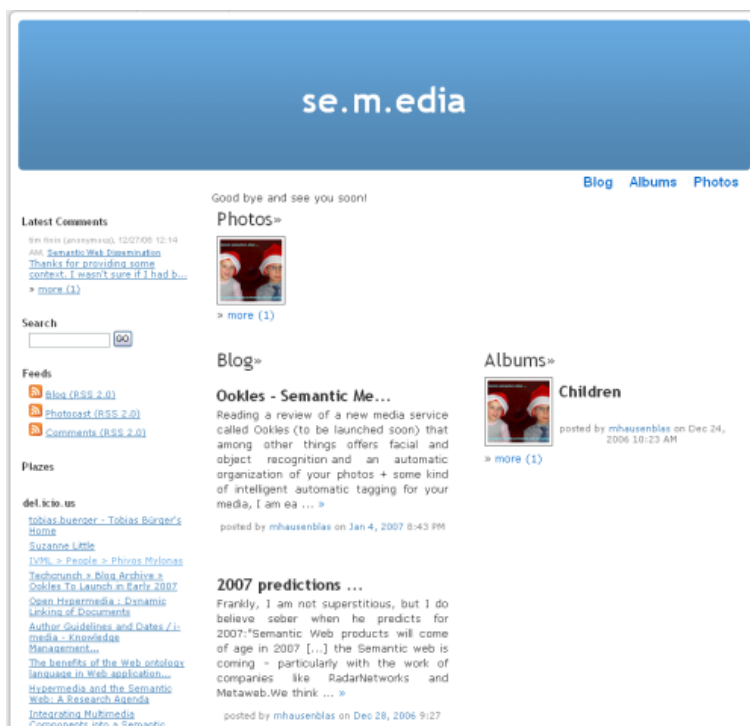 se.m.edia
Blog Albums Photos
Good bye and see you soon!
Latest Comments
tim finin (anonymous), 12/27/06 12:14
AM, Semantic Web Dissemination
Thanks for providing some
context. I wasn't sure if I had b...
» more (1)
Search
GO
Feeds
Blog (RSS 2.0)
Photocast (RSS 2.0)
Comments (RSS 2.0)
Plazes
del.icio.us
tobias.buerger - Tobias Bürger's
Home
Suzanne Little
IVML > People > Phivos Mylonas
Techcrunch » Blog Archive »
Ookles To Launch in Early 2007
Open Hypermedia : Dynamic
Linking of Documents
Author Guidelines and Dates / i-
media - Knowledge
Management...
The benefits of the Web ontology
language in Web application...
Hypermedia and the Semantic
Web: A Research Agenda
Integrating Multimedia
Components into a Semantic
Photos»
» more (1)
Blog»
Ookles - Semantic Me...
Reading a review of a new media service
called Ookles (to be launched soon) that
among other things offers facial and
object recognition and an automatic
organization of your photos + some kind
of intelligent automatic tagging for your
media, I am ea ... »
posted by mhausenblas on Jan 4, 2007 8:43 PM
2007 predictions ...
Frankly, I am not superstitious, but I do
believe seber when he predicts for
2007:"Semantic Web products will come
of age in 2007 [...] the Semantic web is
coming - particularly with the work of
companies like RadarNetworks and
Metaweb.We think ... »
posted by mhausenblas on Dec 28, 2006 9:27
Albums»
Children
posted by mhausenblas on Dec 24,
2006 10:23 AM
» more (1)